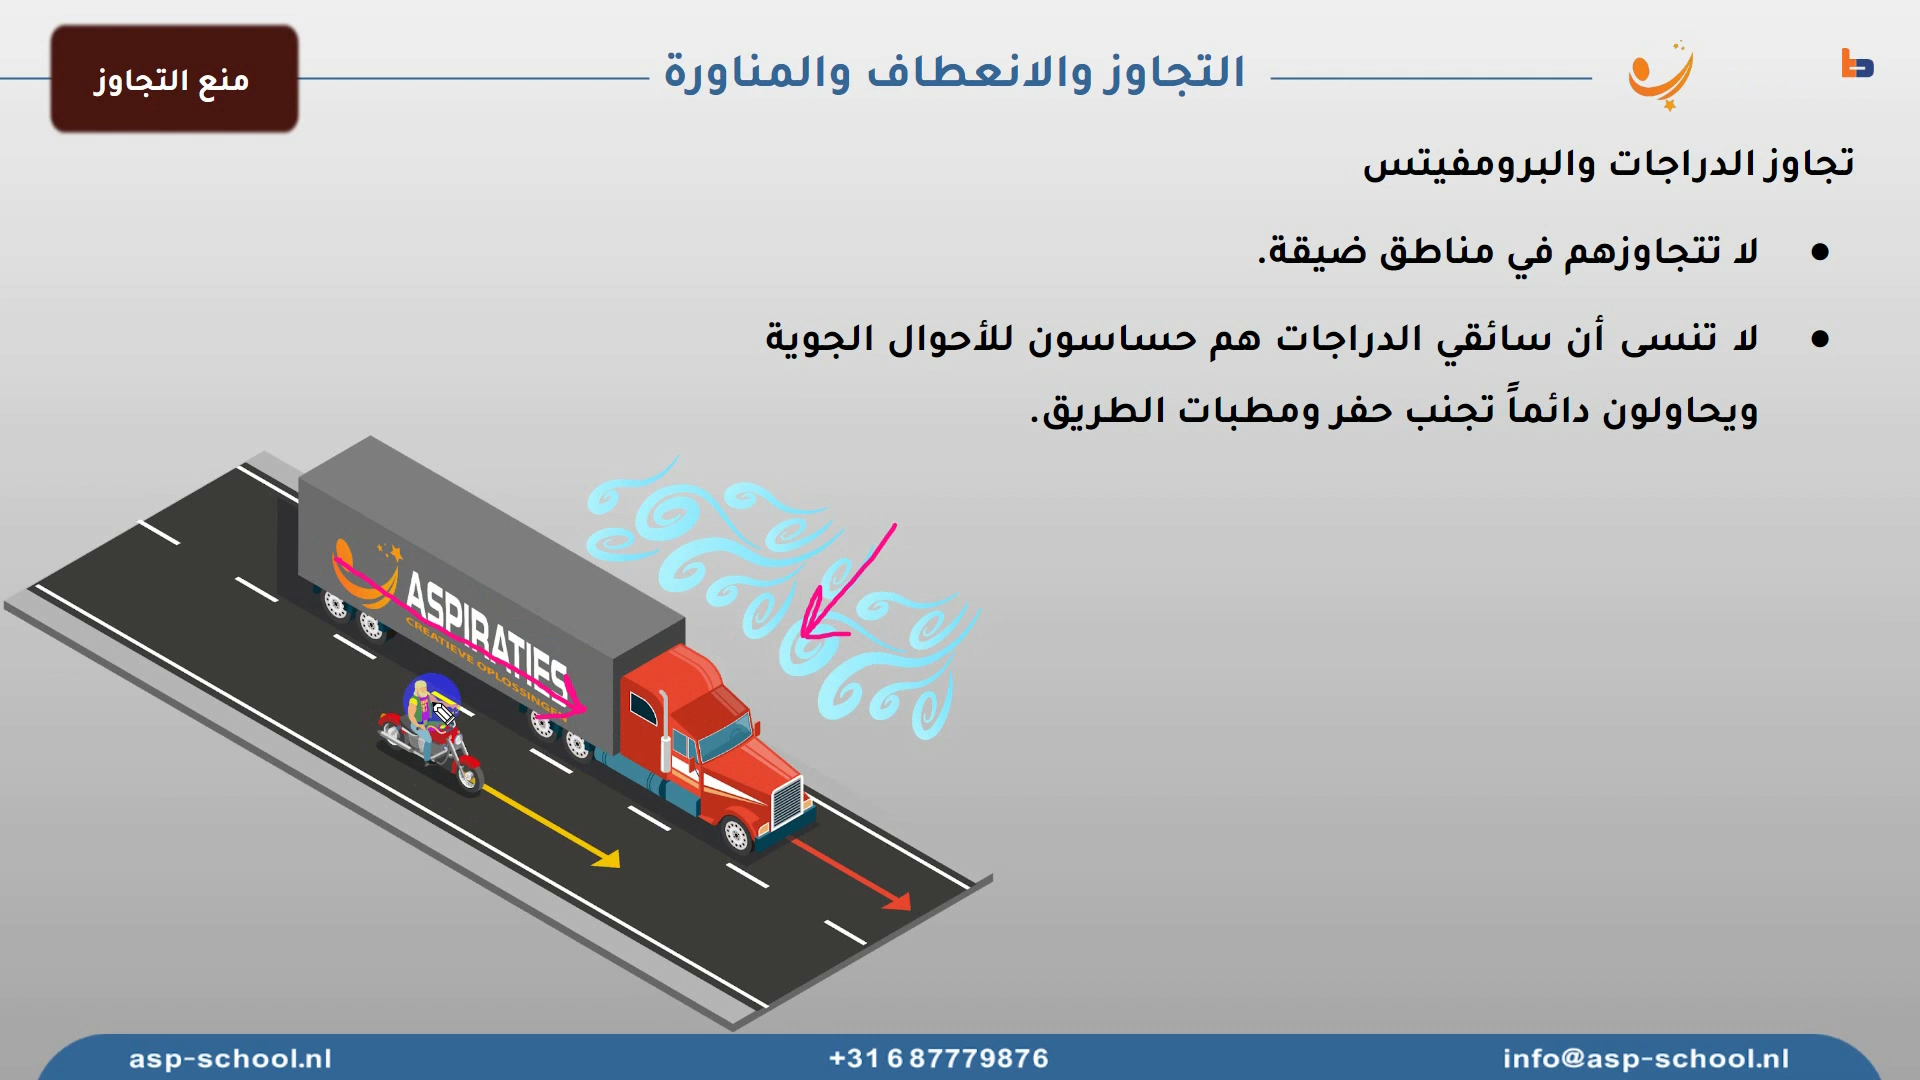 التجاوز والانعطاف والمناورة
منع التجاوز
تجاوز الدراجات والبرومفيتس
● لا تتجاوزهم في مناطق ضيقة.
● لا تنسى أن سائقي الدراجات هم حساسون للأحوال الجوية
ويحاولون دائماً تجنب حفر ومطبات الطريق.
ASPIRATIES
CREATIEVE OPLOSSINGEN
asp-school.nl
+31 6 87779876
info@asp-school.nl